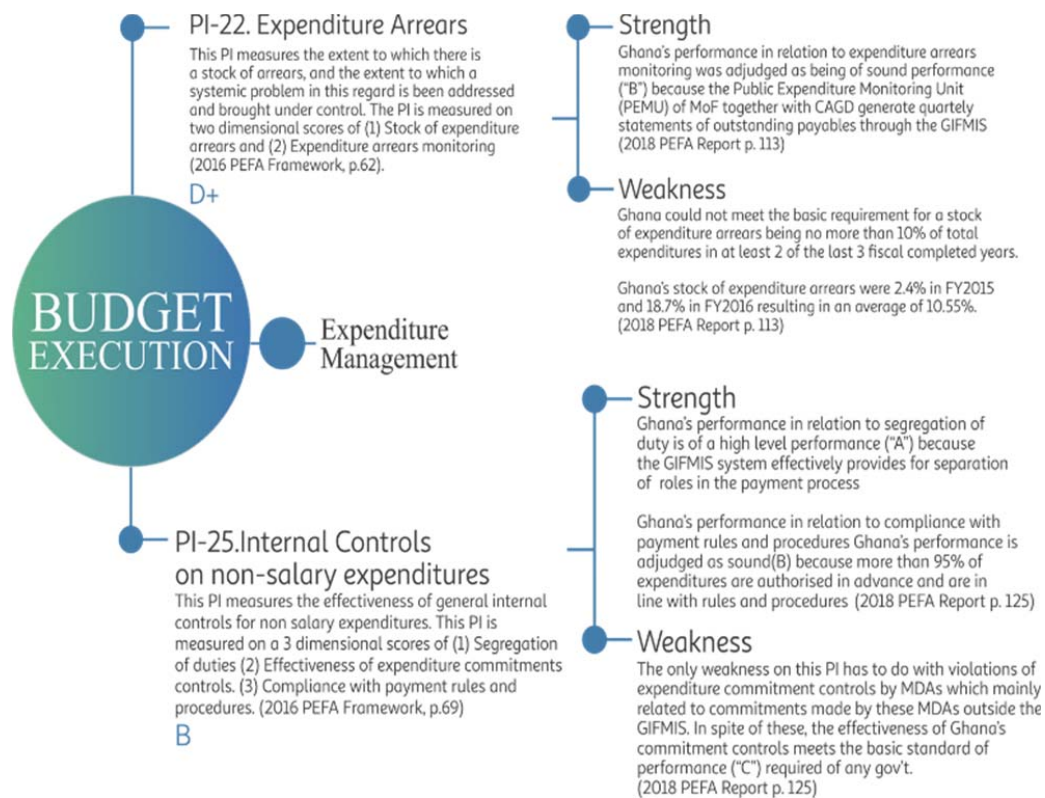 PI-22. Expenditure Arrears
This PI measures the extent to which there is
a stock of arrears, and the extent to which a
systemic problem in this regard is been addressed
and brought under control. The PI is measured on
two dimensional scores of (1) Stock of expenditure
arrears and (2) Expenditure arrears monitoring
(2016 PEFA Framework, p.62).
D+
Strength
Ghana's performance in relation to expenditure arrears
monitoring was adjudged as being of sound performance
("B") because the Public Expenditure Monitoring Unit
(PEMU) of MoF together with CAGD generate quartely
statements of outstanding payables through the GIFMIS
(2018 PEFA Report p. 113)
Weakness
Ghana could not meet the basic requirement for a stock
of expenditure arrears being no more than 10% of total
expenditures in at least 2 of the last 3 fiscal completed years.
Ghana's stock of expenditure arrears were 2.4% in FY2015
and 18.7% in FY2016 resulting in an average of 10.55%.
(2018 PEFA Report p. 113)
BUDGET
EXECUTION
Expenditure
Management
PI-25.Internal Controls
on non-salary expenditures
This PI measures the effectiveness of general internal
controls for non salary expenditures. This PI is
measured on a 3 dimensional scores of (1) Segregation
of duties (2) Effectiveness of expenditure commitments
controls. (3) Compliance with payment rules and
procedures. (2016 PEFA Framework, p.69)
B
Strength
Ghana's performance in relation to segregation of
duty is of a high level performance ("A") because
the GIFMIS system effectively provides for separation
of roles in the payment process
Ghana's performance in relation to compliance with
payment rules and procedures Ghana's performance is
adjudged as sound(B) because more than 95% of
expenditures are authorised in advance and are in
line with rules and procedures (2018 PEFA Report p. 125)
Weakness
The only weakness on this PI has to do with violations of
expenditure commitment controls by MDAs which mainly
related to commitments made by these MDAs outside the
GIFMIS. In spite of these, the effectiveness of Ghana's
commitment controls meets the basic standard of
performance ("C") required of any gov't.
(2018 PEFA Report p. 125)